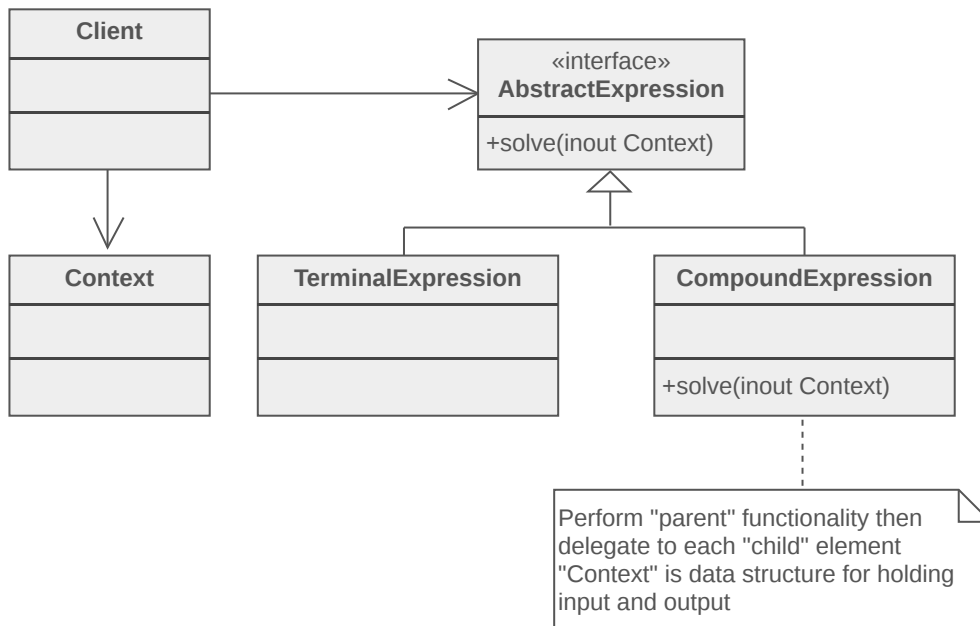 Client
«interface»
AbstractExpression
+solve(inout Context)
Context
TerminalExpression
CompoundExpression
+solve(inout Context)
Perform "parent" functionality then
delegate to each "child" element
"Context" is data structure for holding
input and output